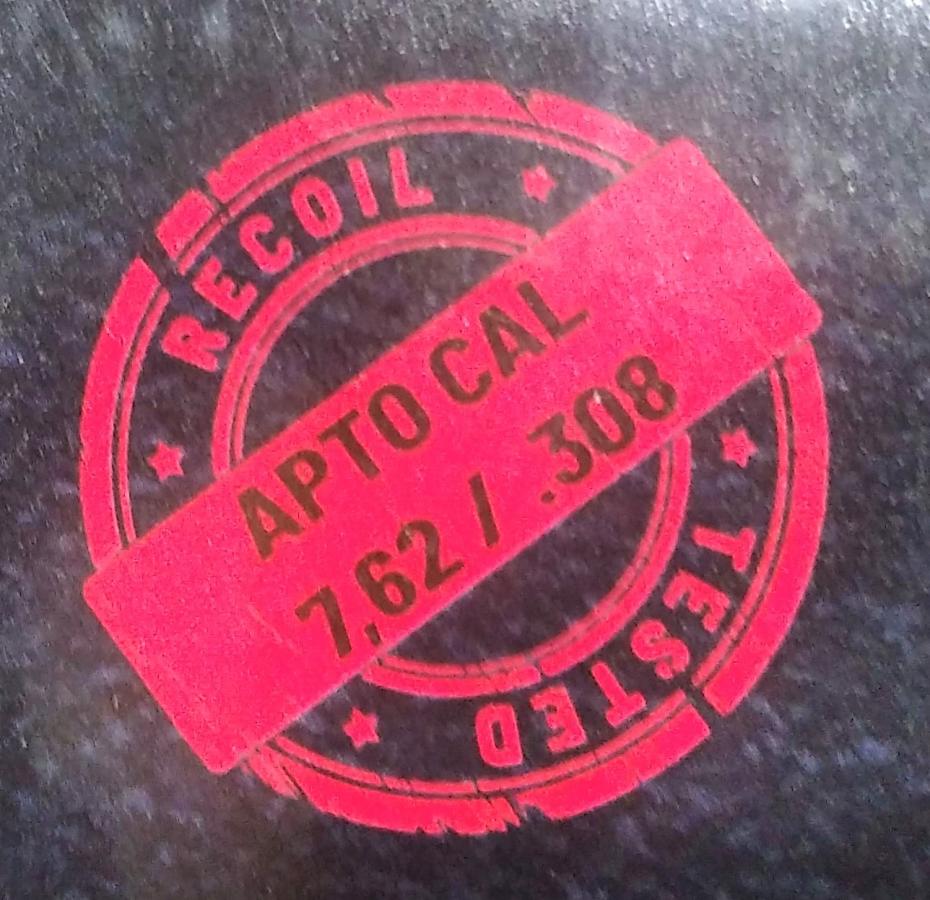 RECOIL
APTO CAL
7,62 / .308
TESTED